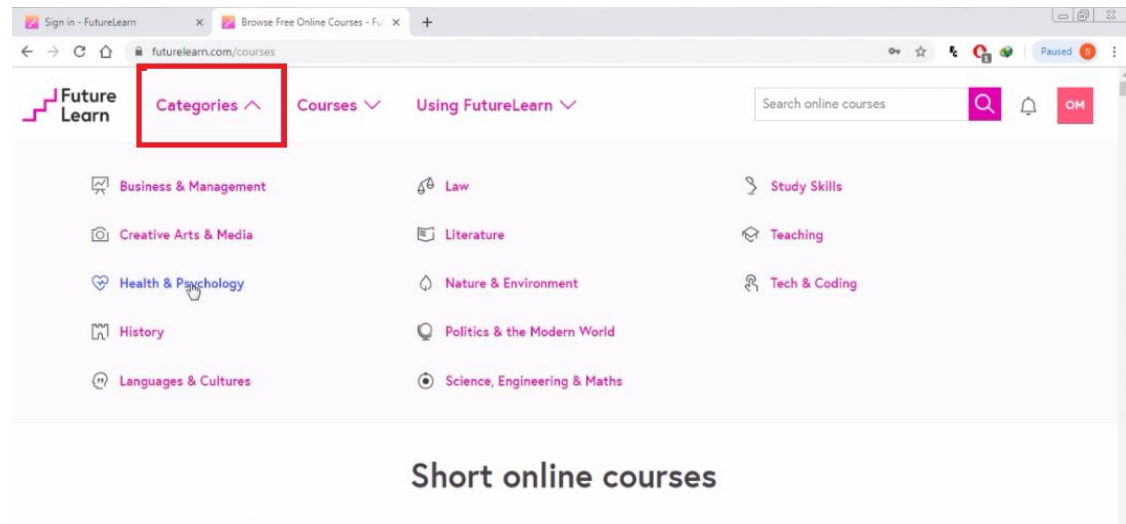 Sign in - FutureLearn
Browse Free Online Courses - Fu
futurelearn.com/courses
Paused S
Future
Learn
Categories
Courses
Using FutureLearn
Search online courses
OM
Business & Management
Law
Study Skills
Creative Arts & Media
Literature
Teaching
Health & Psychology
Nature & Environment
Tech & Coding
History
Politics & the Modern World
Languages & Cultures
Science, Engineering & Maths
Short online courses